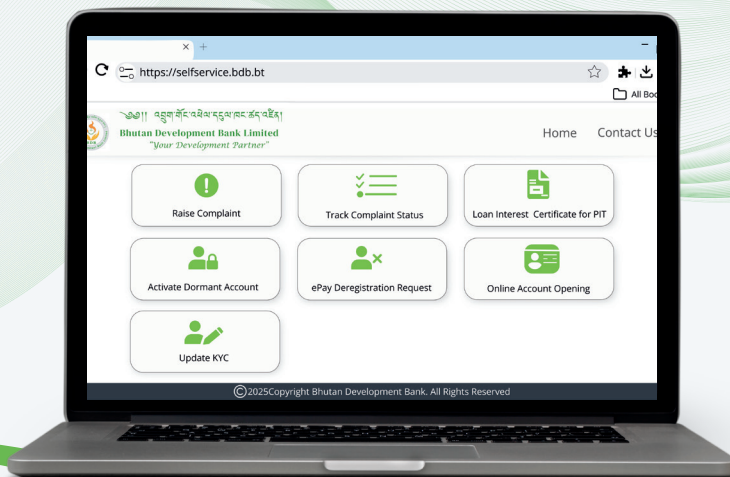 https://selfservice.bdb.bt
All Boo
༄༅།། འབྲུག་གོང་འཕེལ་དངུལ་ཁང་ཚད་འཛིན།
Bhutan Development Bank Limited
"Your Development Partner"
Home
Contact Us
Raise Complaint
Track Complaint Status
Loan Interest Certificate for PIT
Activate Dormant Account
ePay Deregistration Request
Online Account Opening
Update KYC
©2025Copyright Bhutan Development Bank. All Rights Reserved